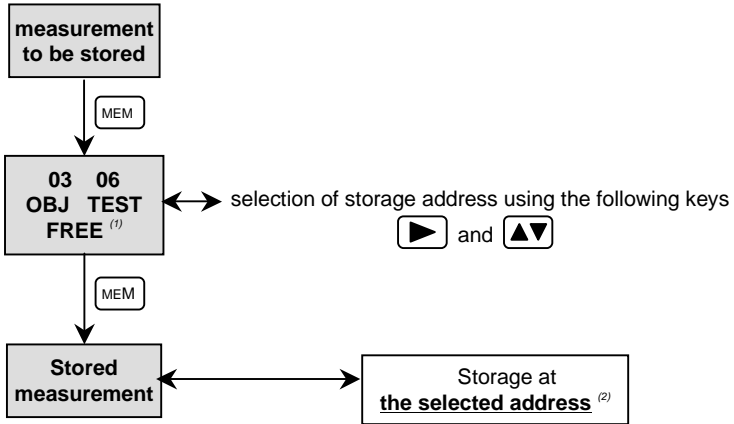 measurement
to be stored
MEM
03 06
OBJ TEST
FREE (1)
selection of storage address using the following keys
and
MEM
Stored
measurement
Storage at
the selected address (2)